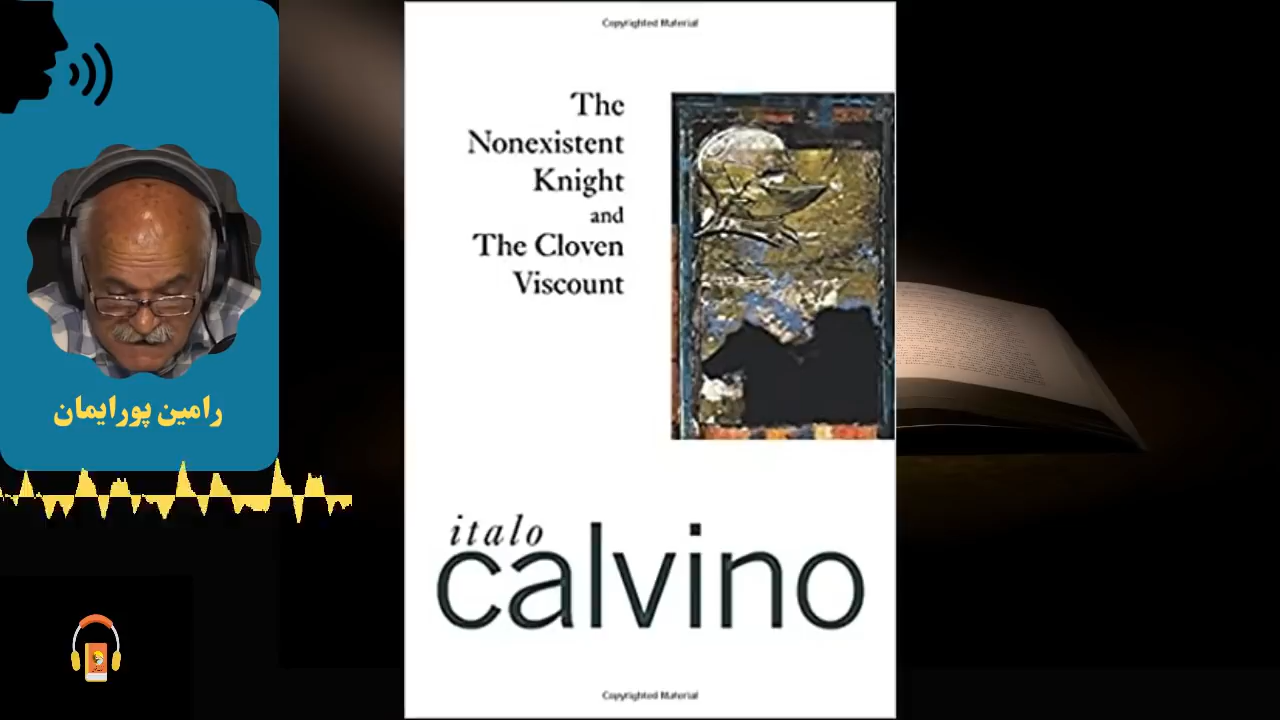 Copyrighted Material
The
Nonexistent
Knight
and
The Cloven
Viscount
italo
calvino
Copyrighted Material
رامین پورایمان